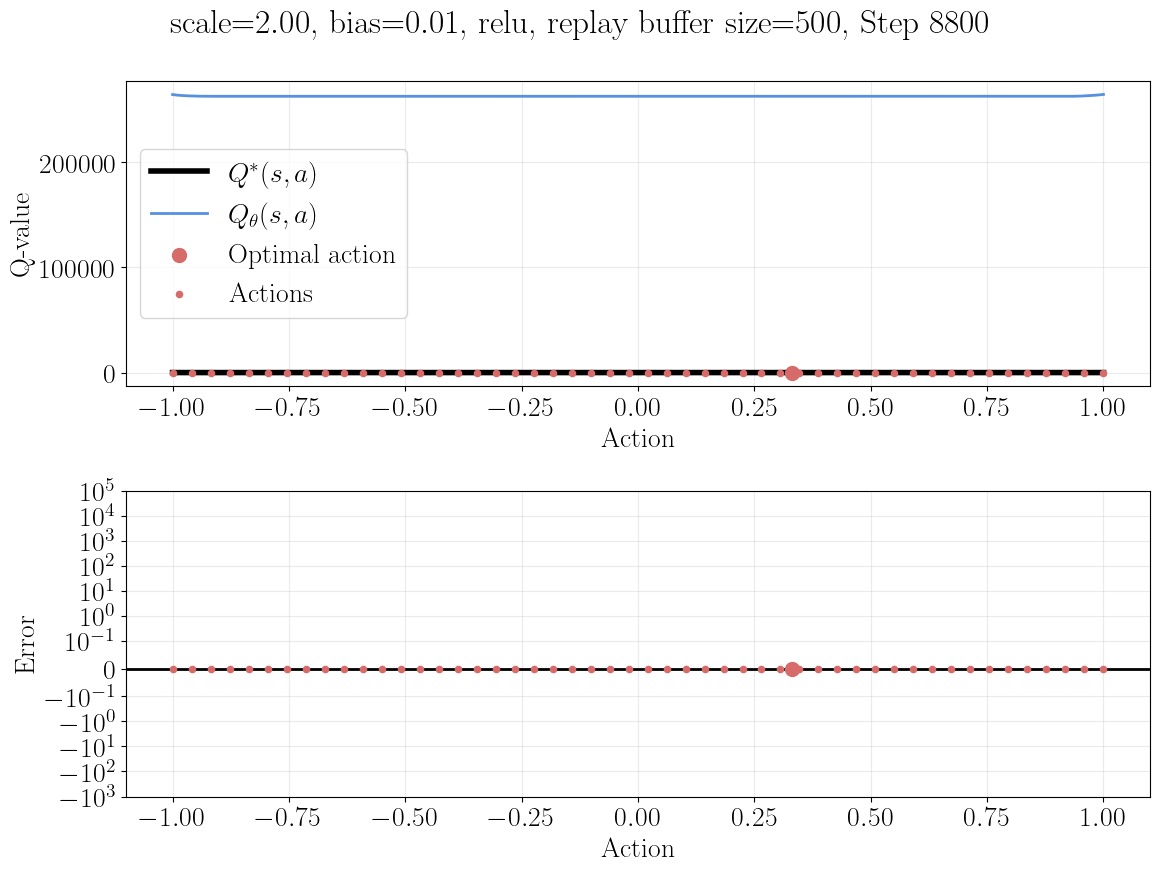 scale=2.00, bias=0.01, relu, replay buffer size=500, Step 8800
200000
100000
0
Q-value
Q*(s, a)
Q_θ(s, a)
Optimal action
Actions
−1.00 −0.75 −0.50 −0.25 0.00 0.25 0.50 0.75 1.00
Action
10^5
10^4
10^3
10^2
10^1
10^0
10^−1
0
−10^−1
−10^0
−10^1
−10^2
−10^3
Error
−1.00 −0.75 −0.50 −0.25 0.00 0.25 0.50 0.75 1.00
Action